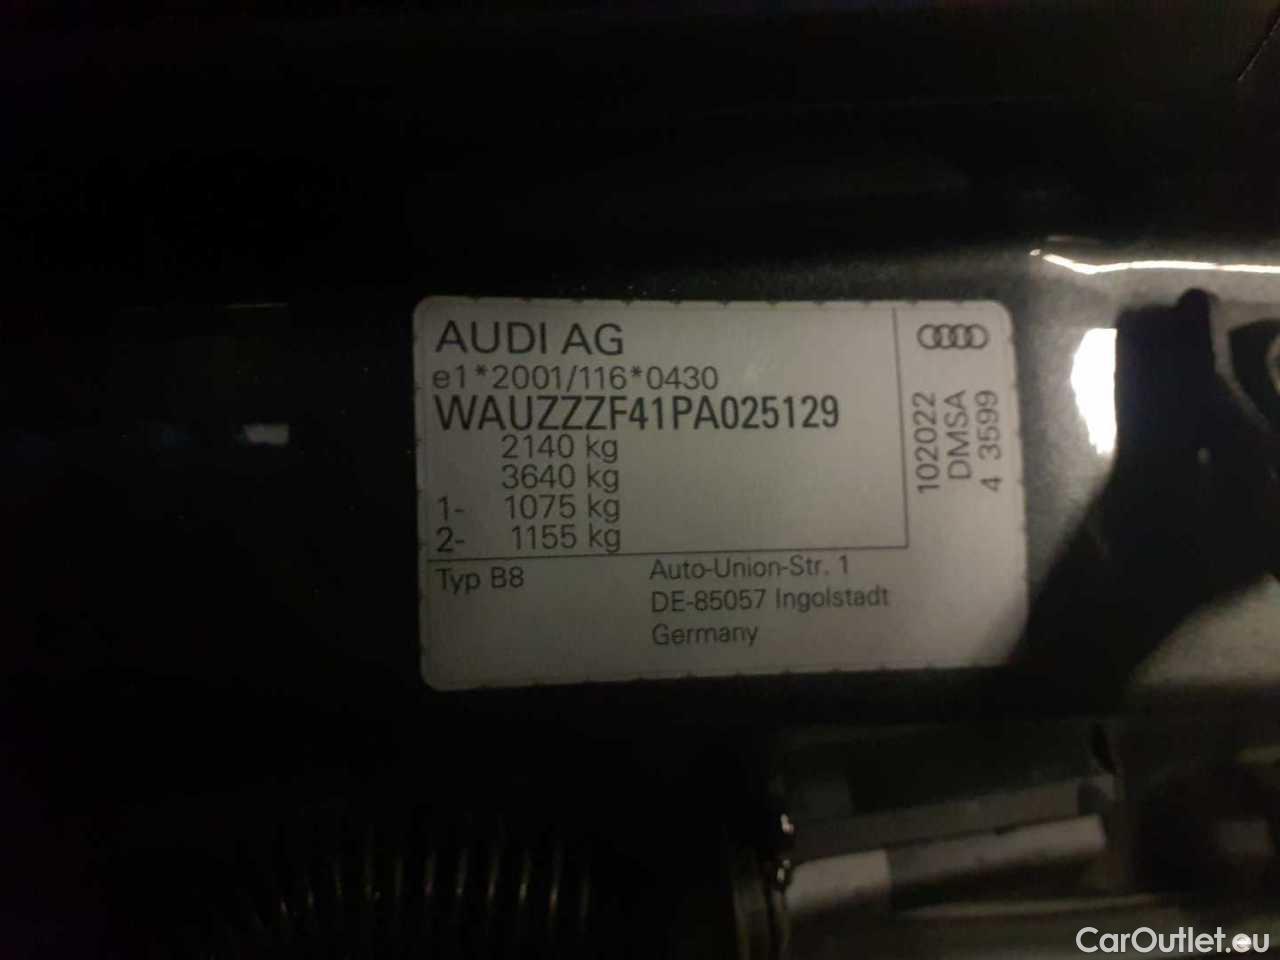 AUDI AG
e1*2001/116*0430
WAUZZZF41PA025129
2140 kg
3640 kg
1- 1075 kg
2- 1155 kg
Typ B8
Auto-Union-Str. 1
DE-85057 Ingolstadt
Germany
102022
DMSA
4 3599
CarOutlet.eu